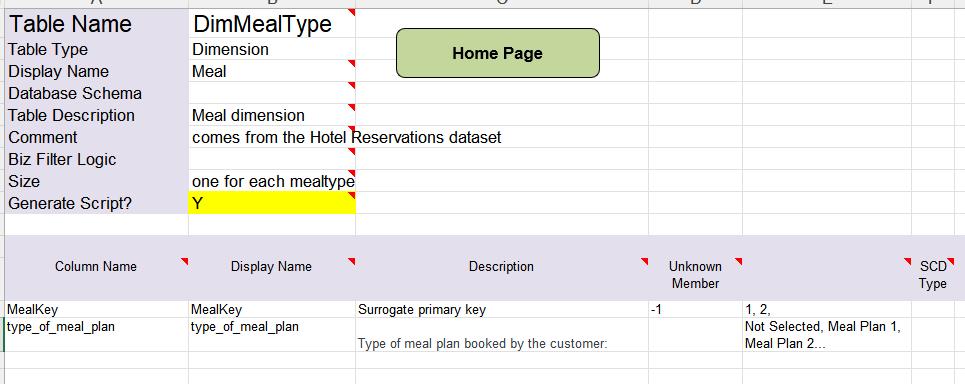 Table Name DimMealType
Table Type Dimension
Home Page
Display Name Meal
Database Schema
Table Description Meal dimension
Comment comes from the Hotel Reservations dataset
Biz Filter Logic
Size one for each mealtype
Generate Script? Y
Column Name Display Name Description Unknown Member SCD Type
MealKey MealKey Surrogate primary key -1 1, 2,
type_of_meal_plan type_of_meal_plan Type of meal plan booked by the customer: Not Selected, Meal Plan 1,
Meal Plan 2...